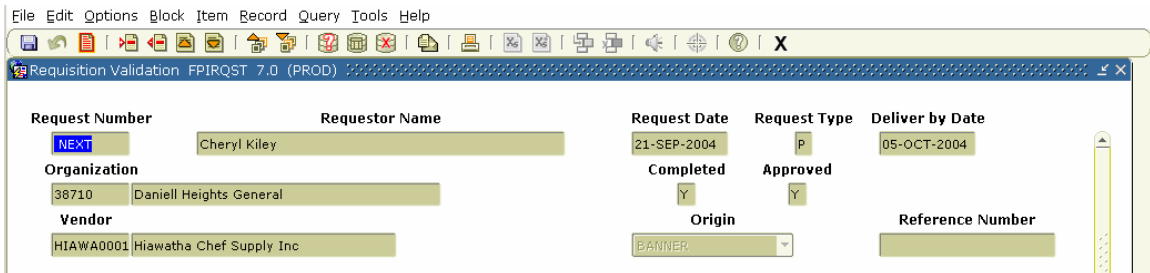 File Edit Options Block Item Record Query Tools Help
X
Requisition Validation FPIRQST 7.0 (PROD)
Request Number Requestor Name Request Date Request Type Deliver by Date
NEXT Cheryl Kiley 21-SEP-2004 P 05-OCT-2004
Organization Completed Approved
38710 Daniell Heights General Y Y
Vendor Origin Reference Number
HIAWA0001 Hiawatha Chef Supply Inc BANNER